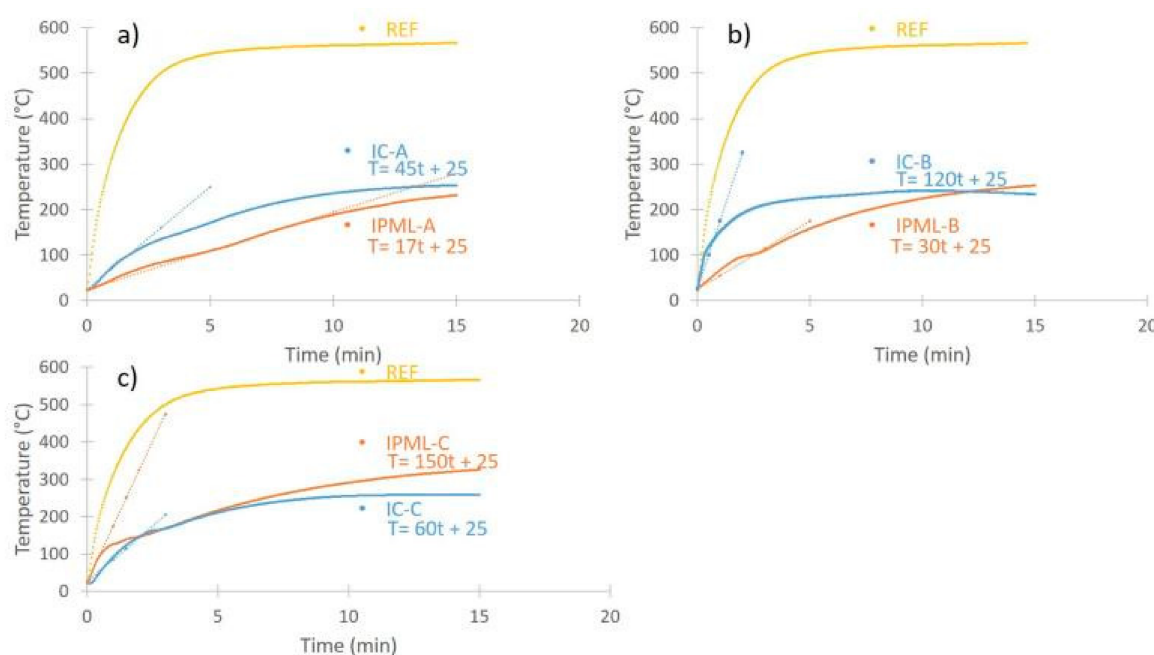 a)
REF
IC-A
T= 45t + 25
IPML-A
T= 17t + 25
Temperature (°C)
600
500
400
300
200
100
0
0 5 10 15 20
Time (min)
b)
REF
IC-B
T= 120t + 25
IPML-B
T= 30t + 25
Temperature (°C)
600
500
400
300
200
100
0
0 5 10 15 20
Time (min)
c)
REF
IPML-C
T= 150t + 25
IC-C
T= 60t + 25
Temperature (°C)
600
500
400
300
200
100
0
0 5 10 15 20
Time (min)